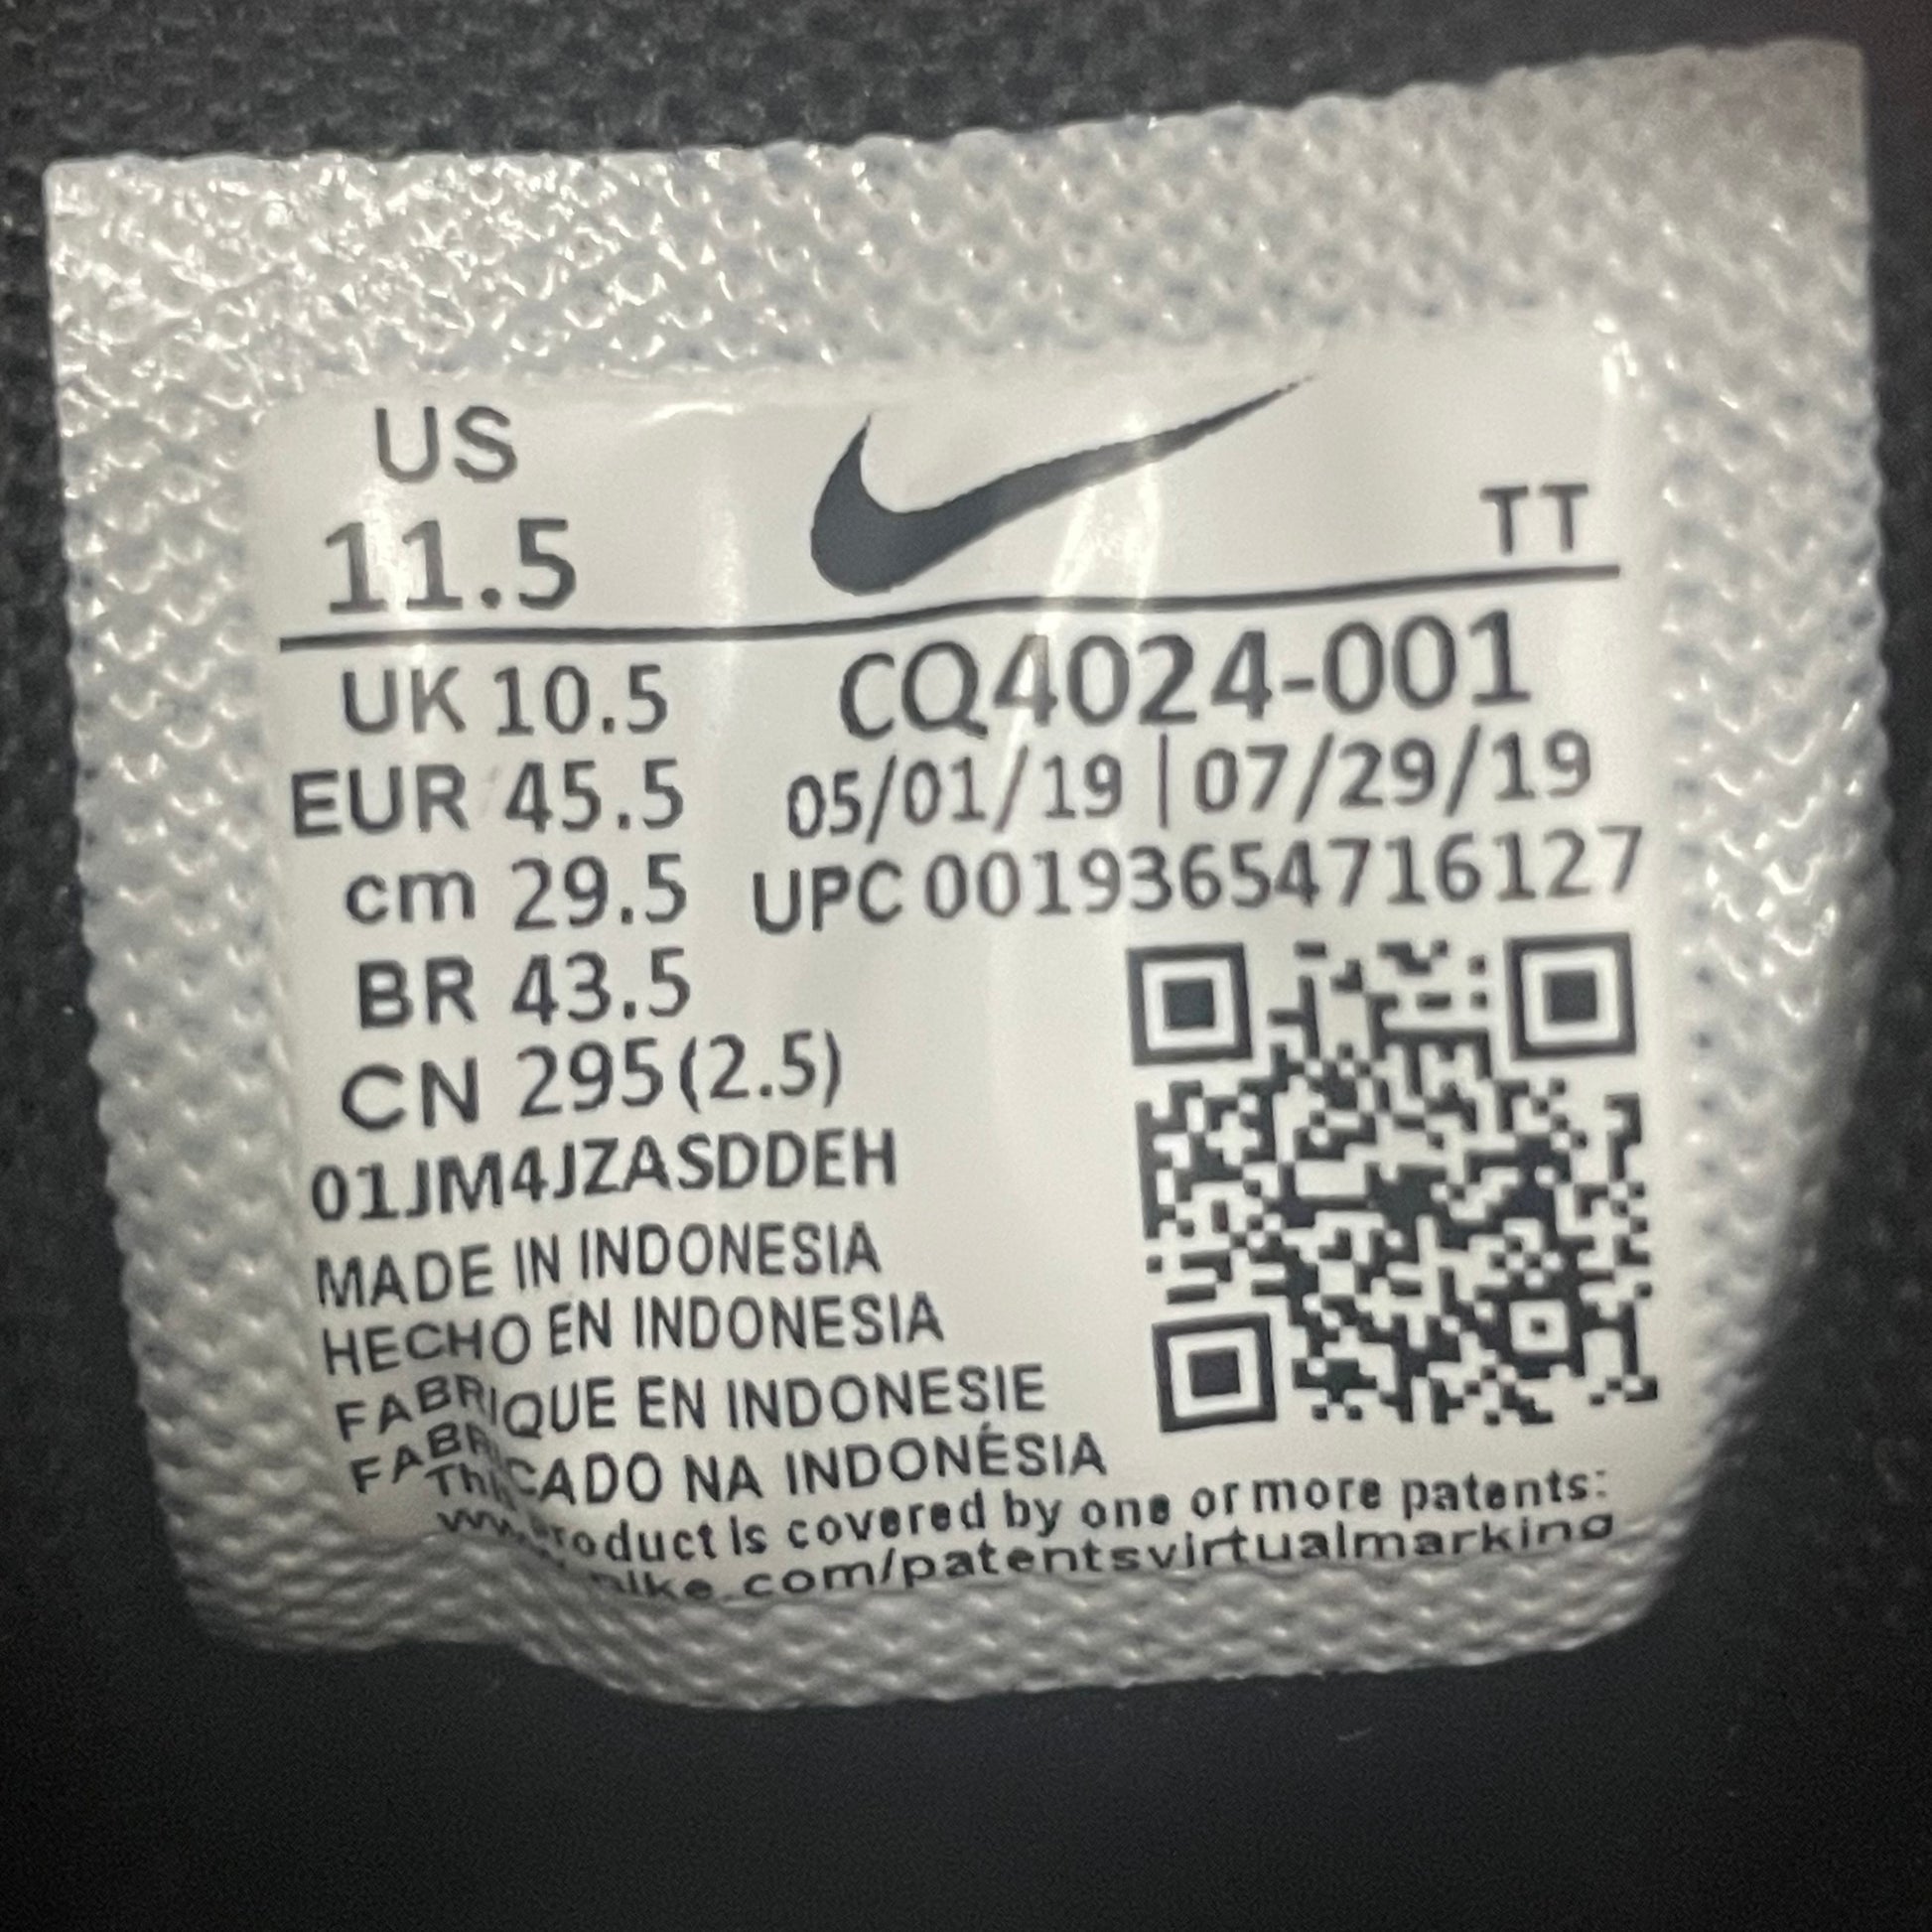 US
11.5
TT
UK 10.5
EUR 45.5
cm 29.5
BR 43.5
CN 295(2.5)
CQ4024-001
05/01/19 | 07/29/19
UPC 00193654716127
01JM4JZASDDEH
MADE IN INDONESIA
HECHO EN INDONESIA
FABRIQUE EN INDONESIE
FABRICADO NA INDONÉSIA
product is covered by one or more patents:
nike.com/patentsvirtualmarking